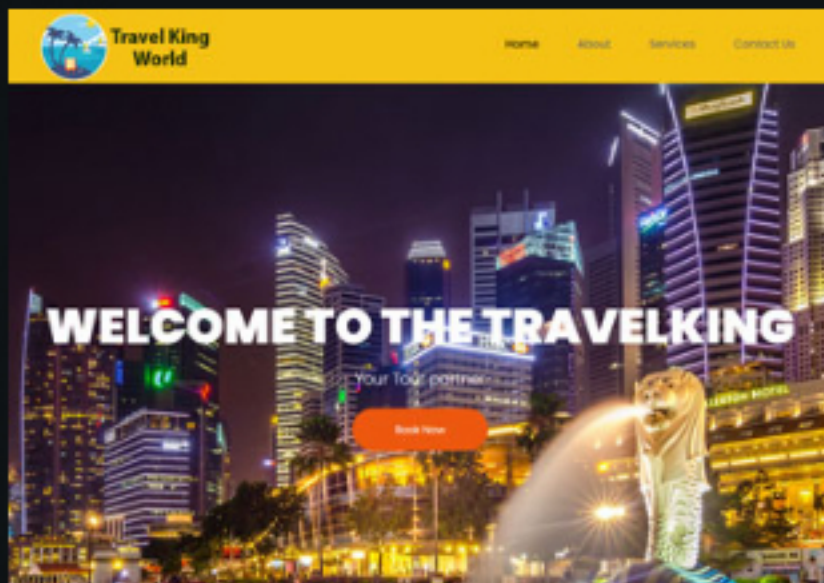 Travel King
World
Home
About
Services
Contact Us
WELCOME TO THE TRAVELKING
Your Tour partner
Book Now